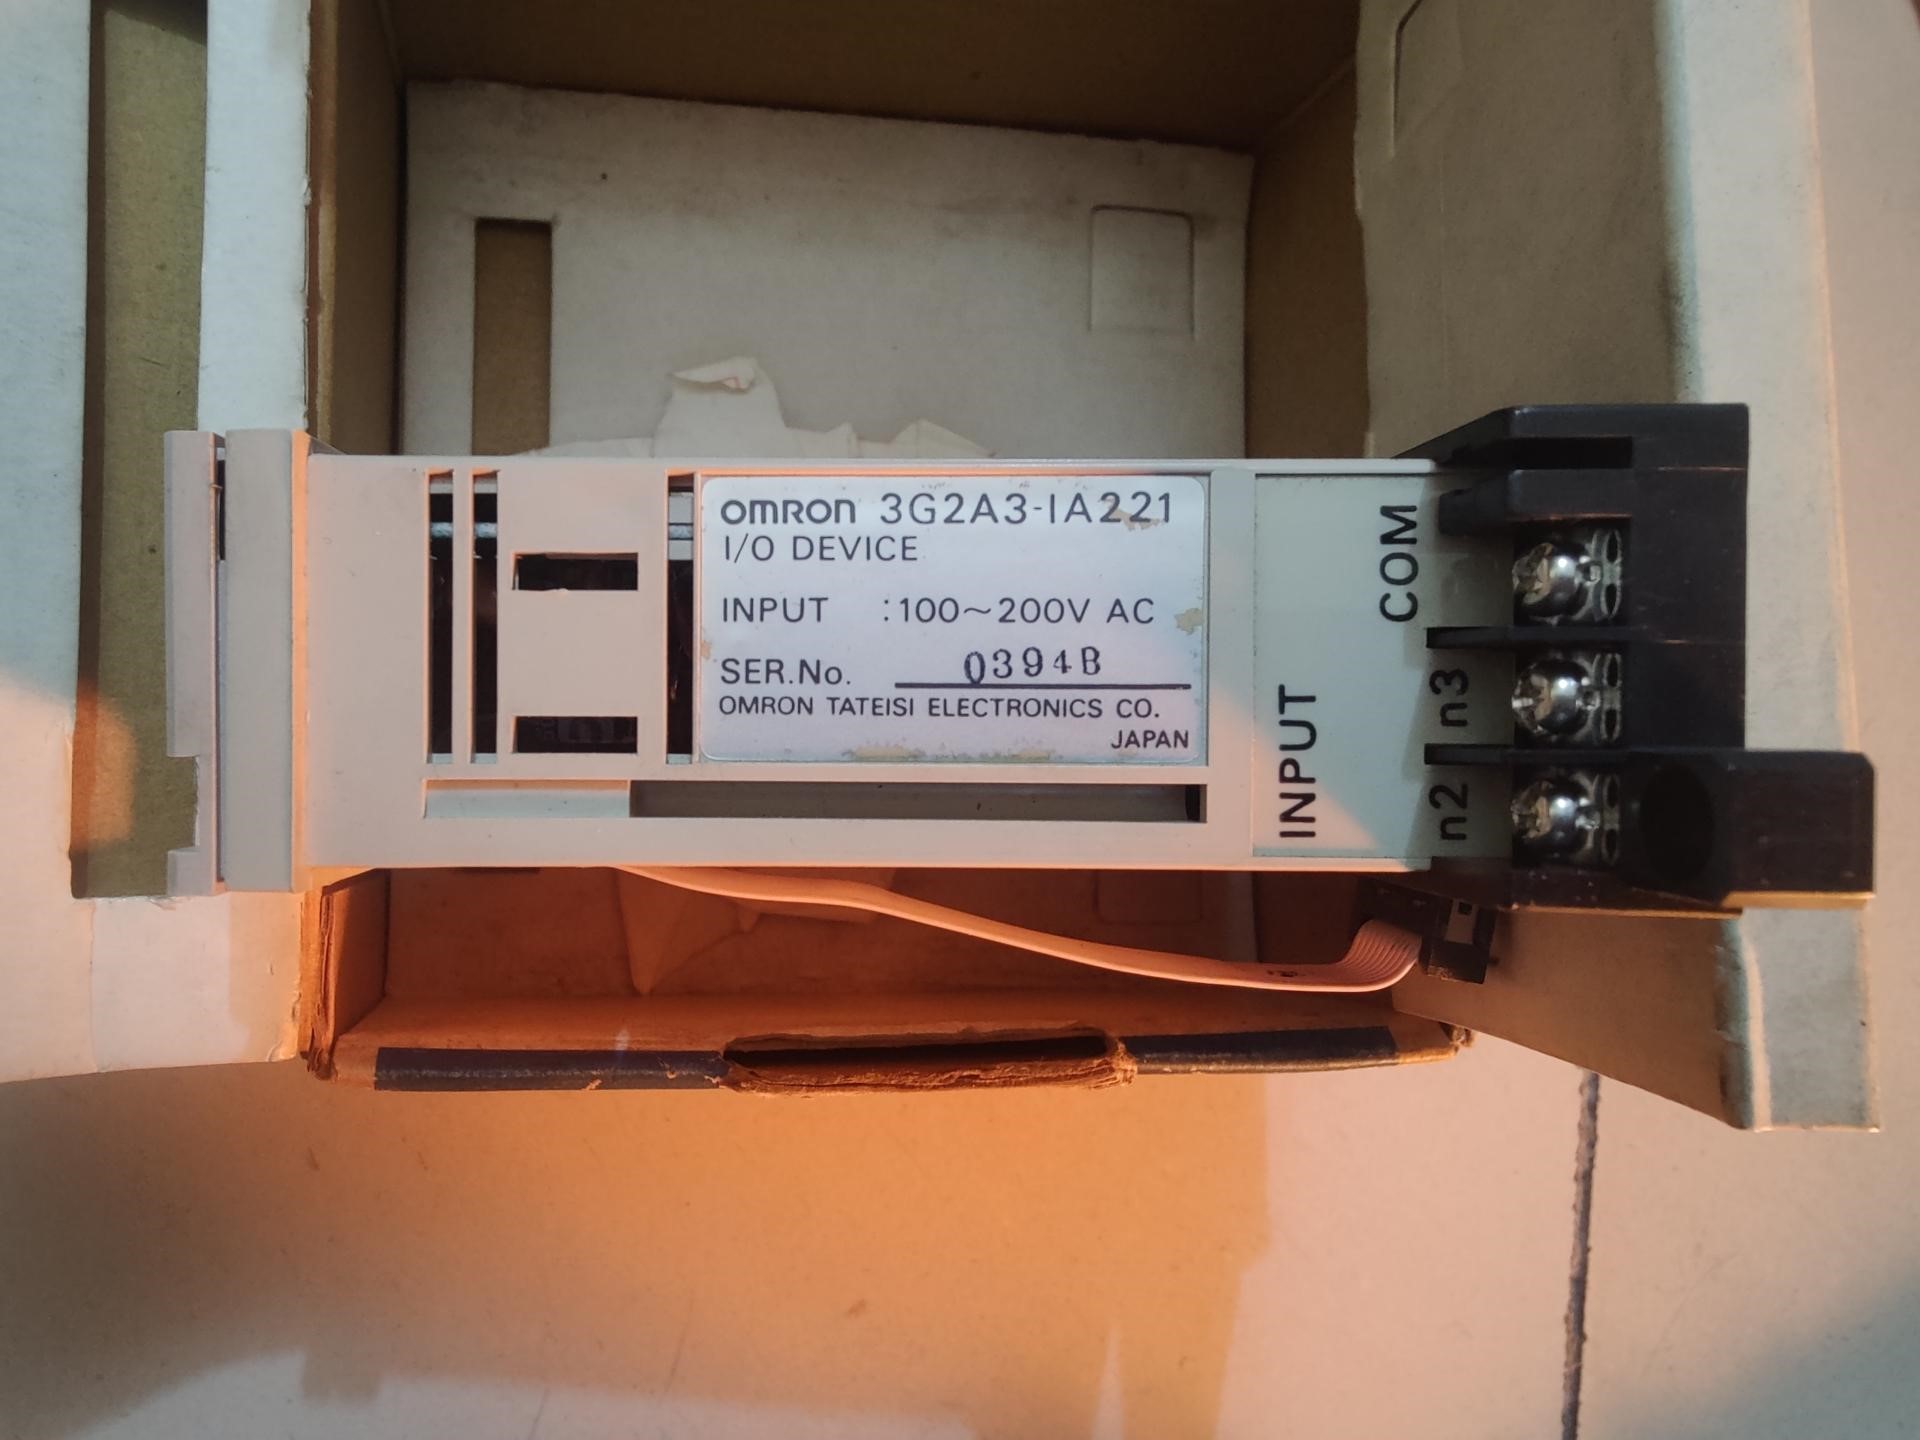 omron 3G2A3-IA221
I/O DEVICE
INPUT : 100~200V AC
SER.No. 0394B
OMRON TATEISI ELECTRONICS CO.
JAPAN
INPUT
COM
n3
n2